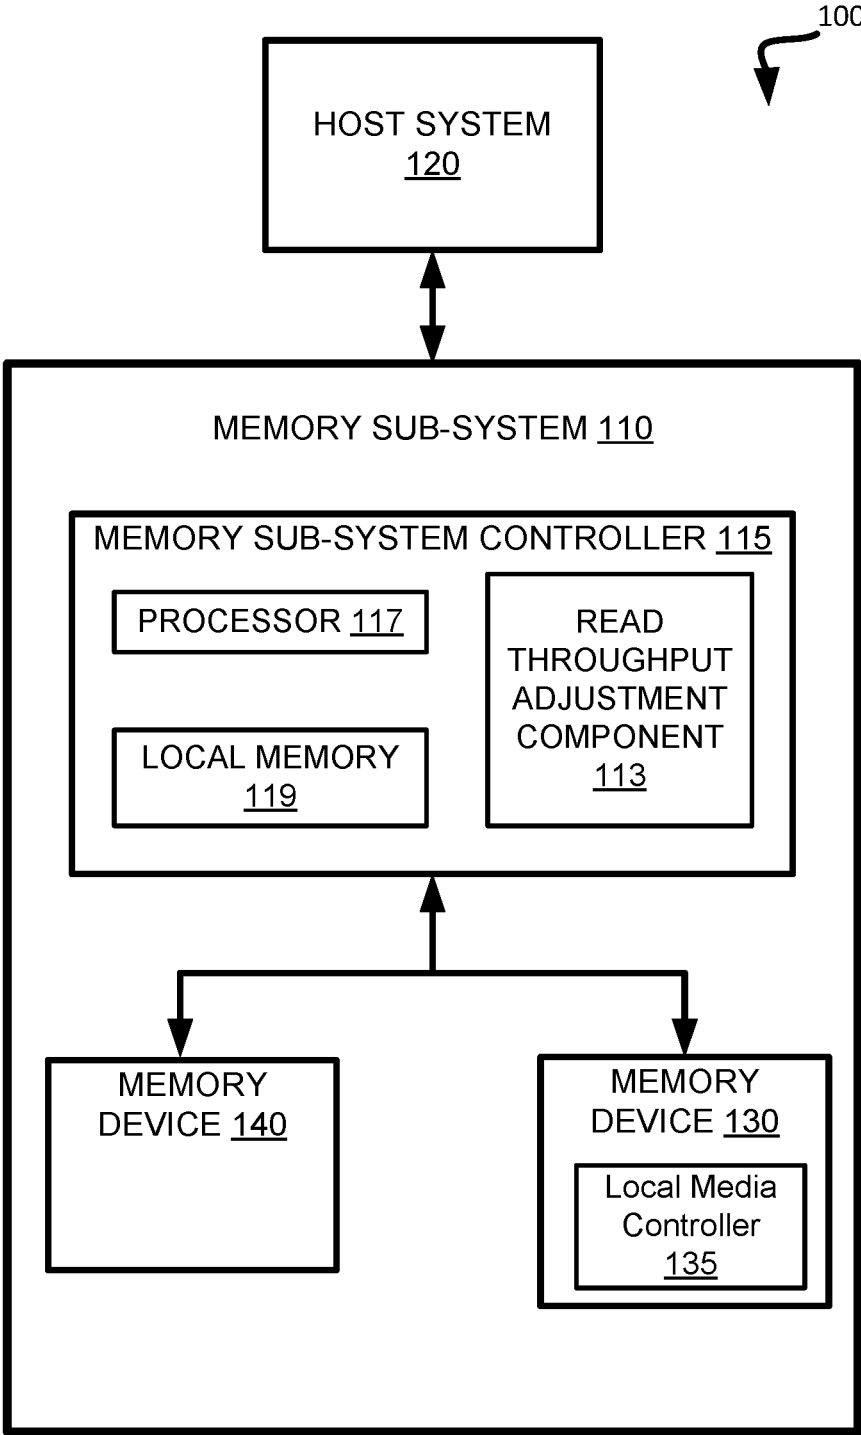 100
HOST SYSTEM
120
MEMORY SUB-SYSTEM 110
MEMORY SUB-SYSTEM CONTROLLER 115
PROCESSOR 117
LOCAL MEMORY
119
READ
THROUGHPUT
ADJUSTMENT
COMPONENT
113
MEMORY
DEVICE 140
MEMORY
DEVICE 130
Local Media
Controller
135